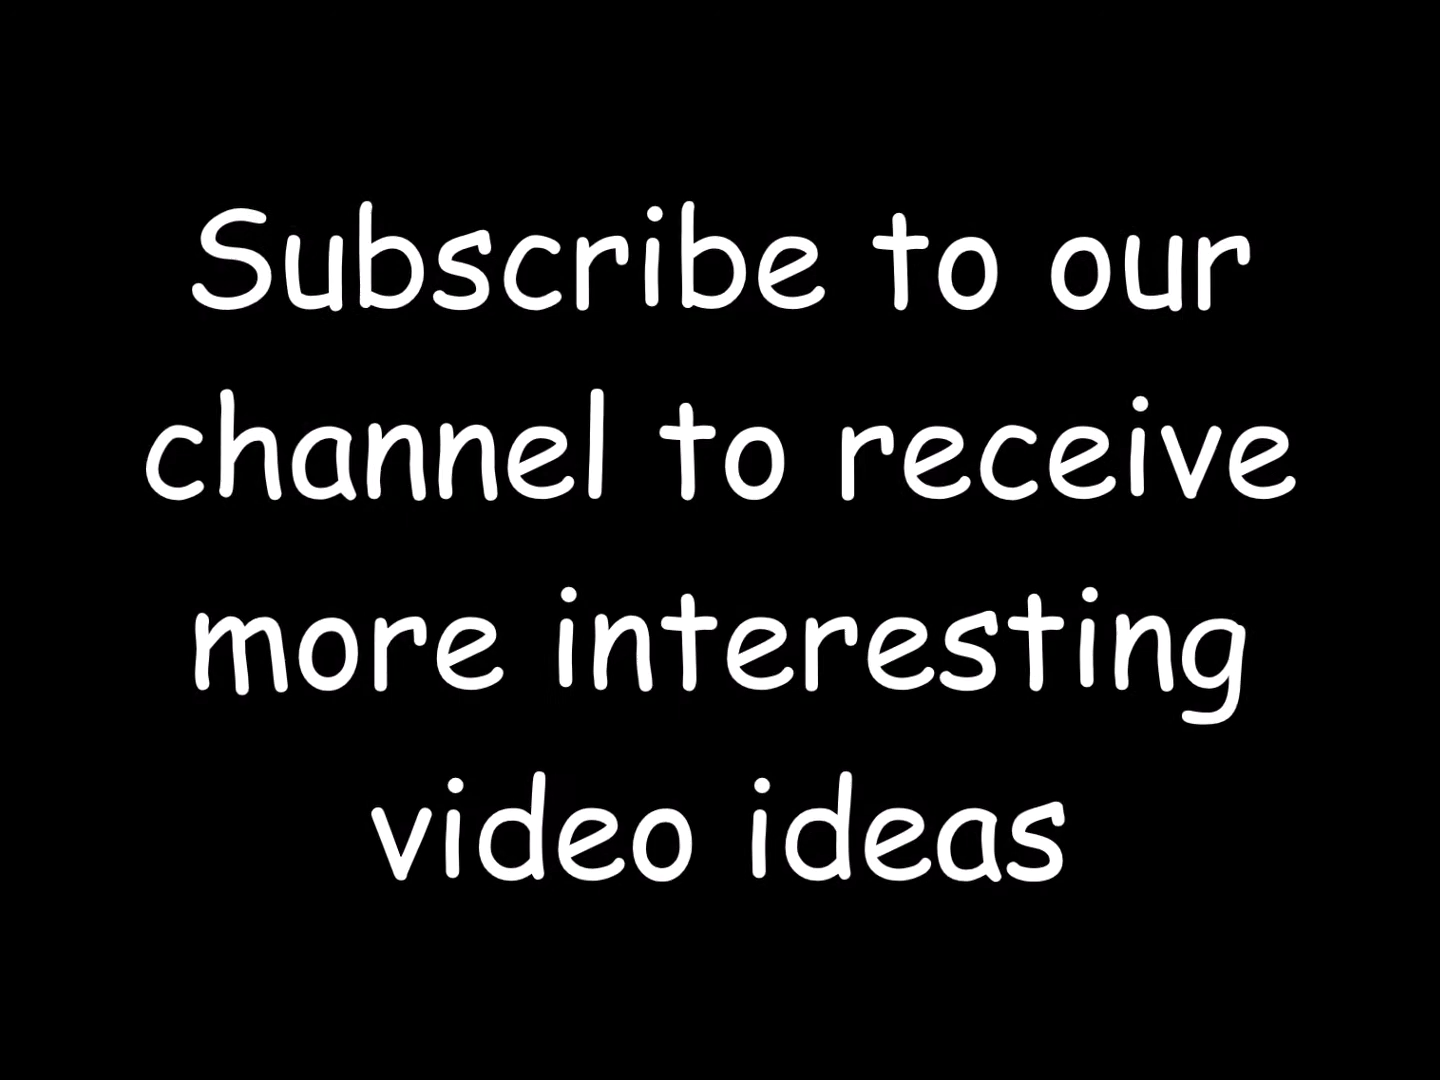 Subscribe to our
channel to receive
more interesting
video ideas